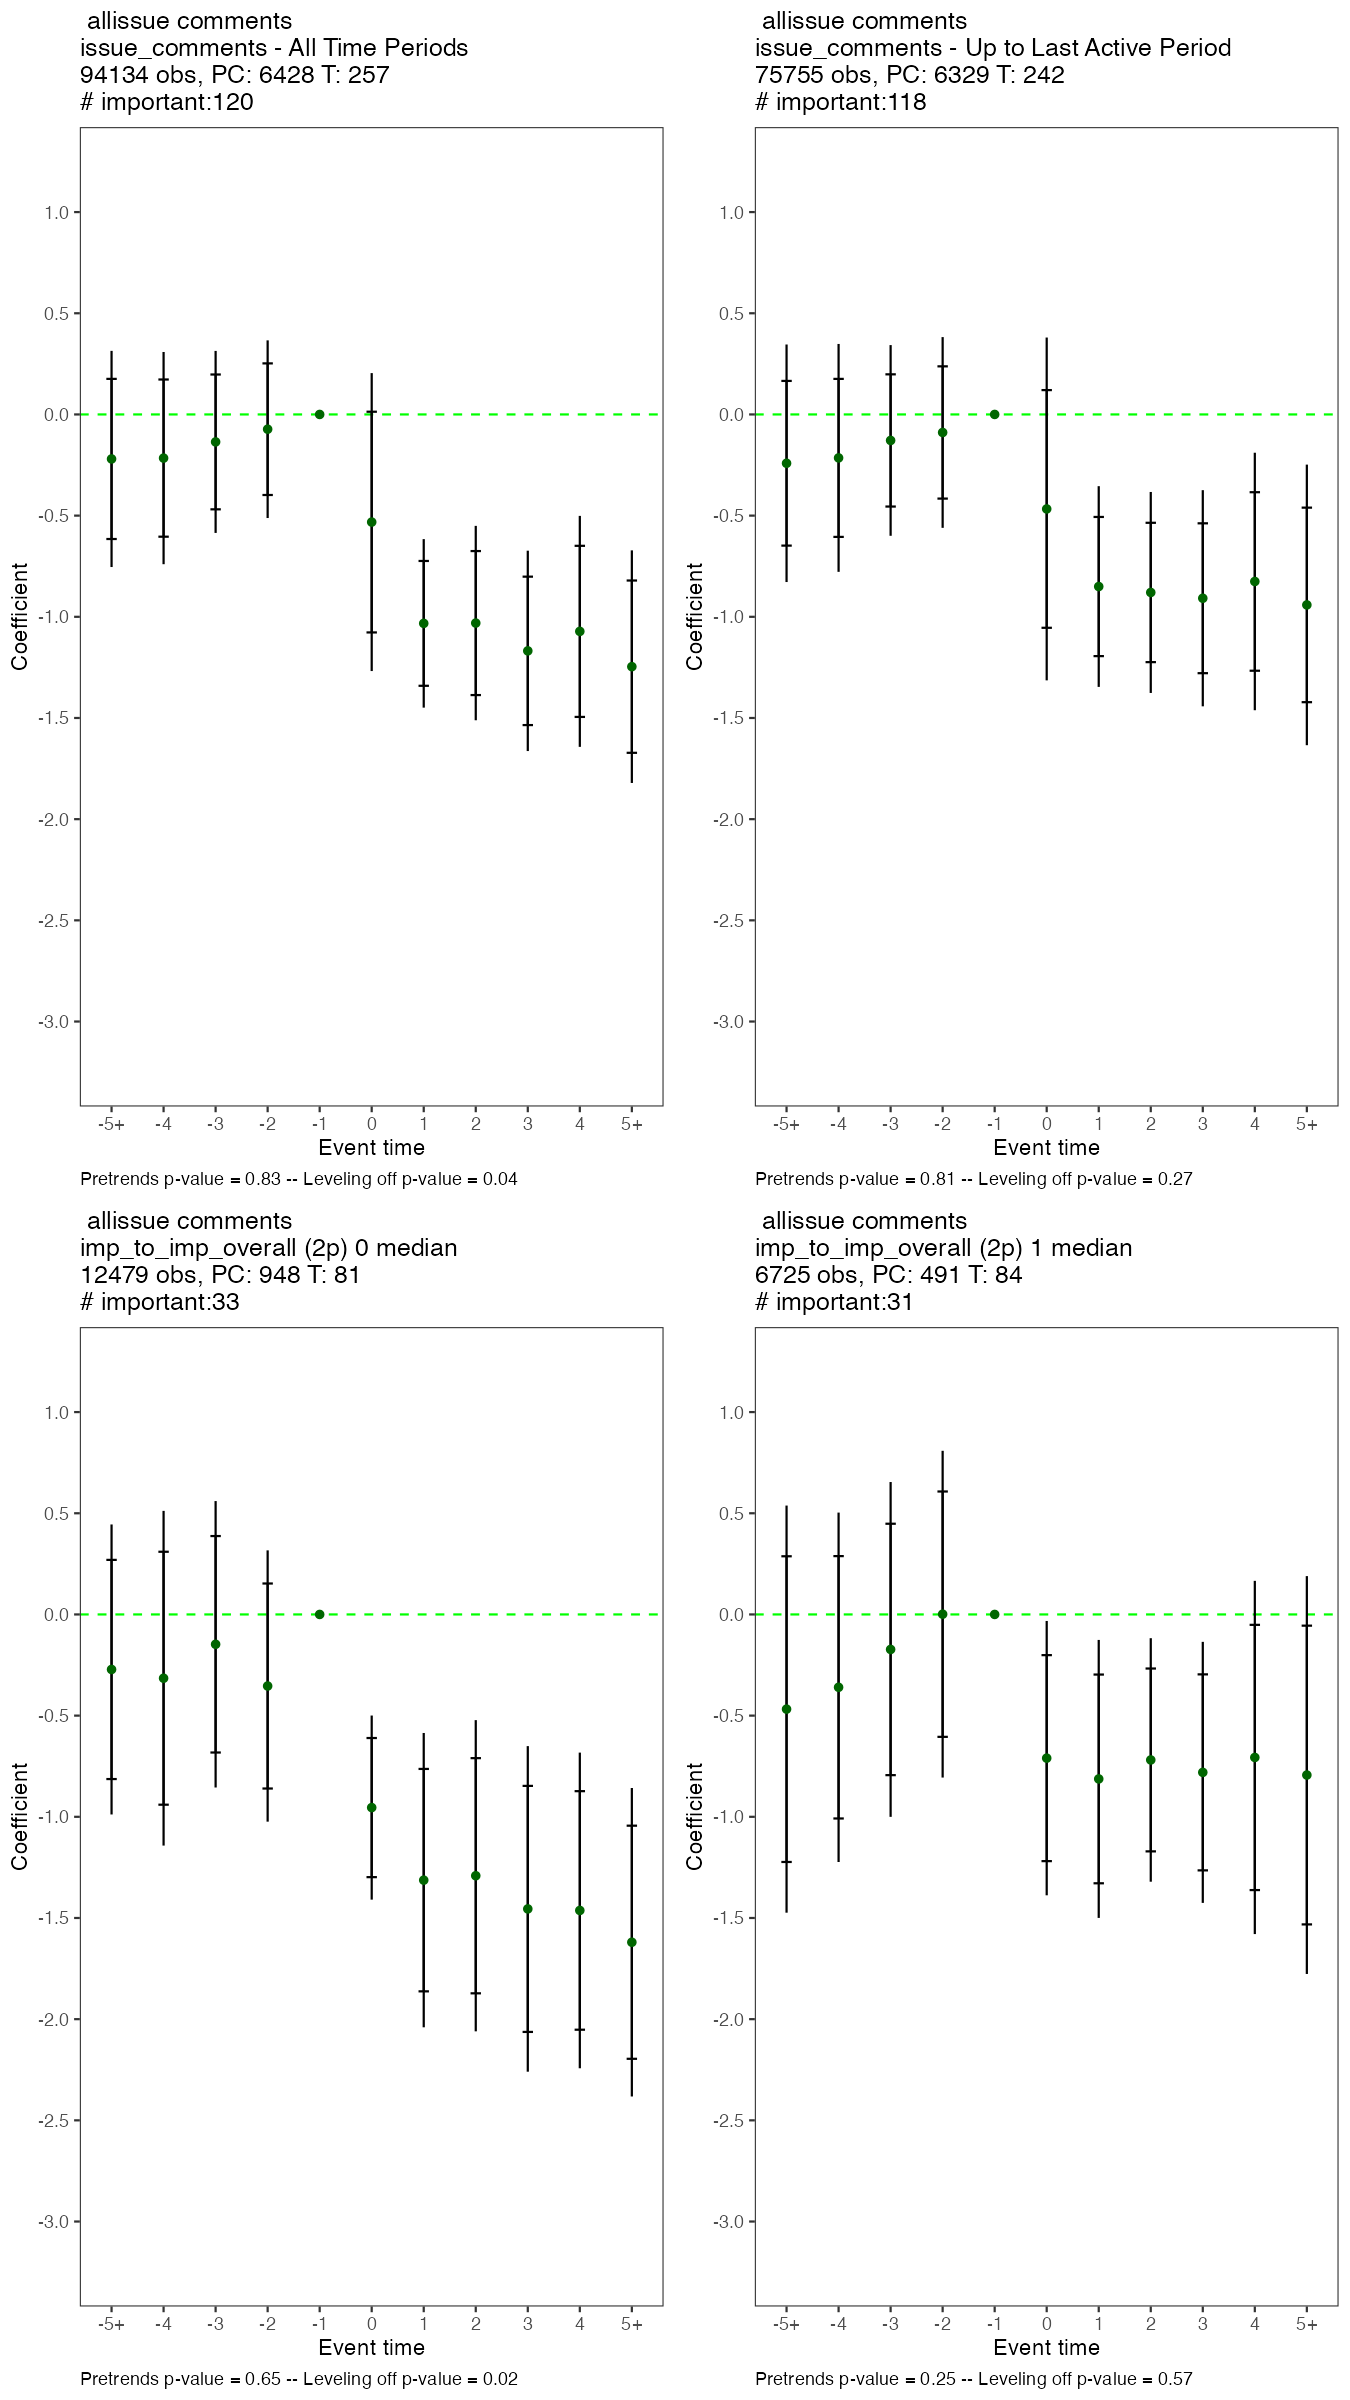 allissue comments
issue_comments - All Time Periods
94134 obs, PC: 6428 T: 257
# important:120
1.0
0.5
0.0
-0.5
-1.0
-1.5
-2.0
-2.5
-3.0
Coefficient
-5+ -4 -3 -2 -1 0 1 2 3 4 5+
Event time
Pretrends p-value = 0.83 -- Leveling off p-value = 0.04
allissue comments
issue_comments - Up to Last Active Period
75755 obs, PC: 6329 T: 242
# important:118
1.0
0.5
0.0
-0.5
-1.0
-1.5
-2.0
-2.5
-3.0
Coefficient
-5+ -4 -3 -2 -1 0 1 2 3 4 5+
Event time
Pretrends p-value = 0.81 -- Leveling off p-value = 0.27
allissue comments
imp_to_imp_overall (2p) 0 median
12479 obs, PC: 948 T: 81
# important:33
1.0
0.5
0.0
-0.5
-1.0
-1.5
-2.0
-2.5
-3.0
Coefficient
-5+ -4 -3 -2 -1 0 1 2 3 4 5+
Event time
Pretrends p-value = 0.65 -- Leveling off p-value = 0.02
allissue comments
imp_to_imp_overall (2p) 1 median
6725 obs, PC: 491 T: 84
# important:31
1.0
0.5
0.0
-0.5
-1.0
-1.5
-2.0
-2.5
-3.0
Coefficient
-5+ -4 -3 -2 -1 0 1 2 3 4 5+
Event time
Pretrends p-value = 0.25 -- Leveling off p-value = 0.57